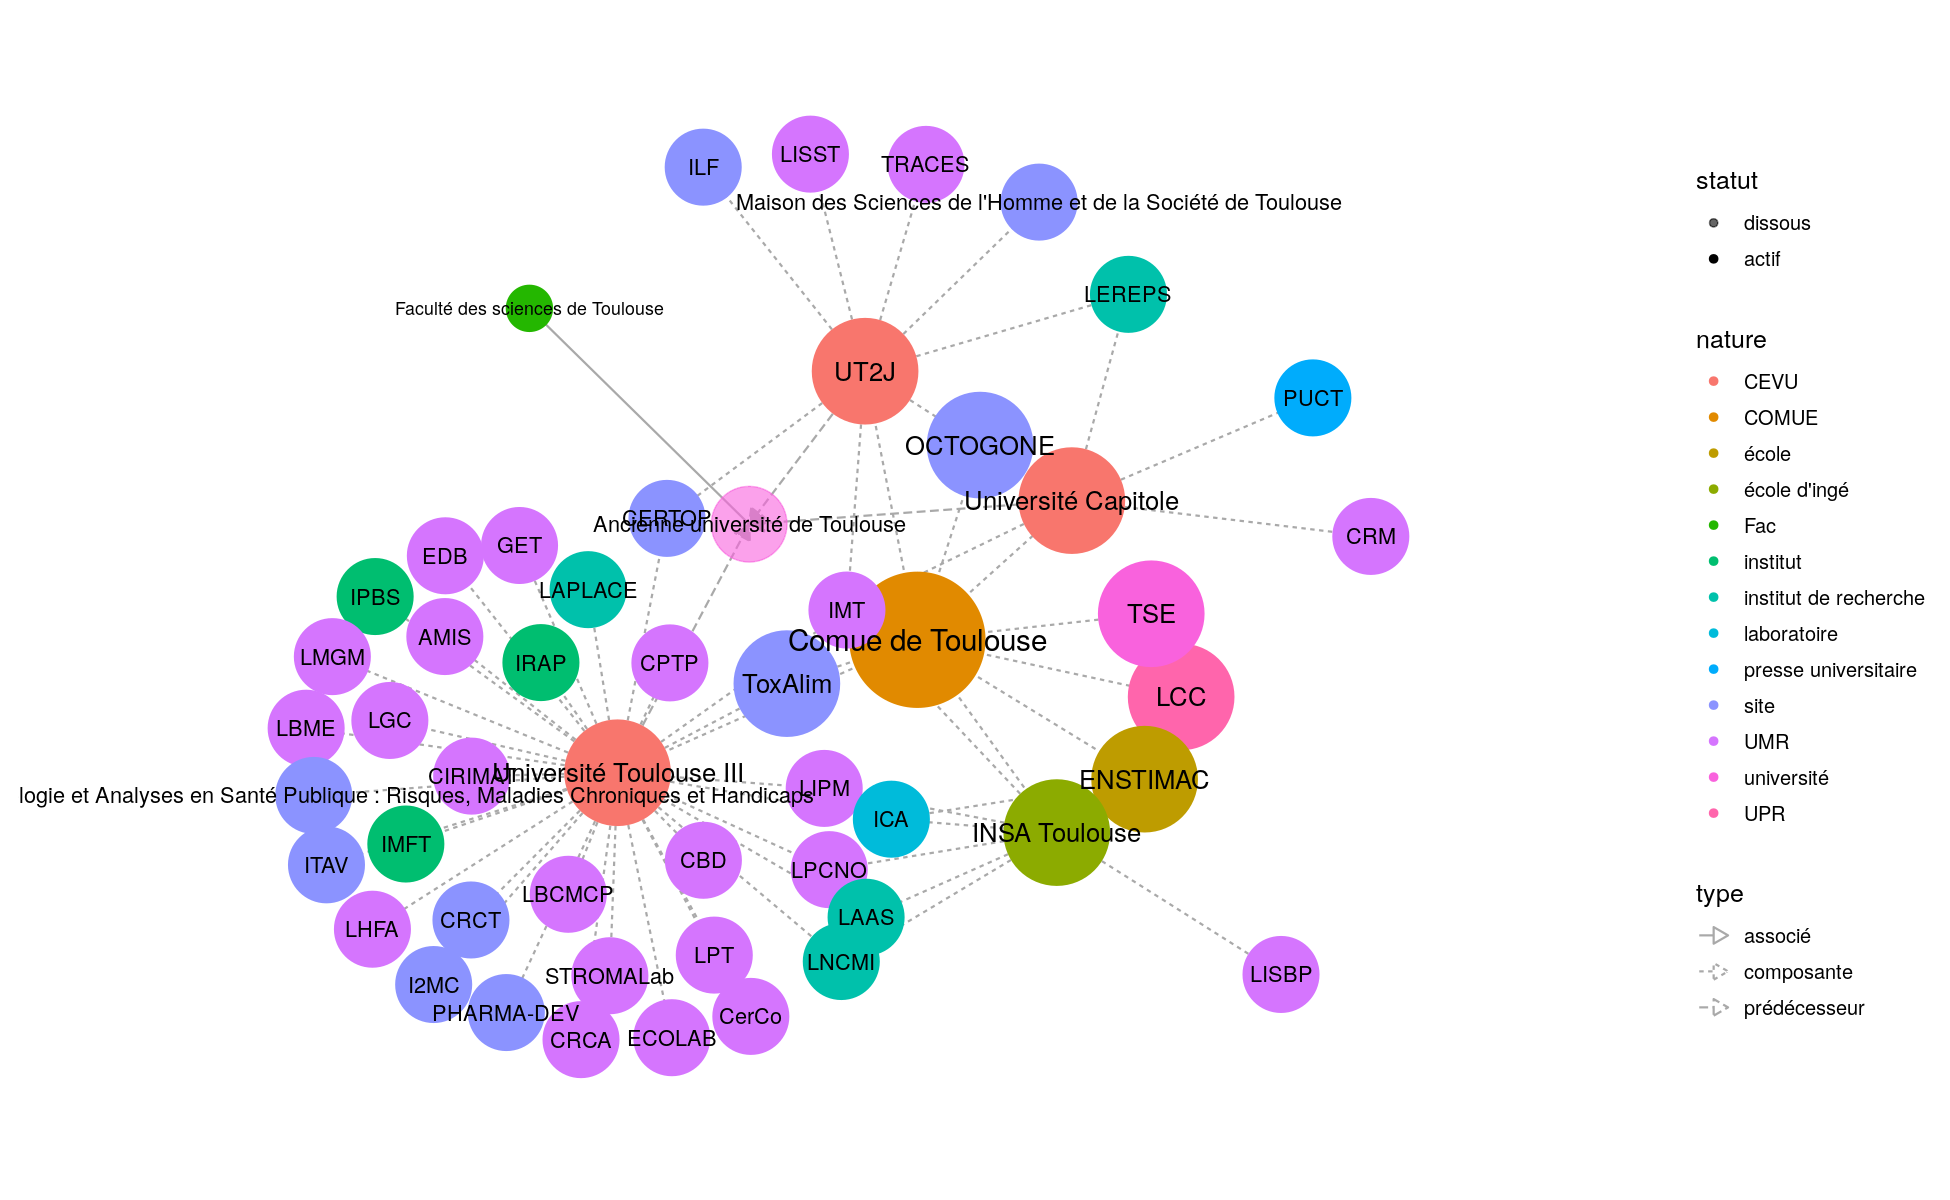 ILF
LISST
TRACES
Maison des Sciences de l'Homme et de la Société de Toulouse
LEREPS
Faculté des sciences de Toulouse
UT2J
PUCT
OCTOGONE
Université Capitole
CERTOP
Ancienne université de Toulouse
CRM
EDB
GET
LAPLACE
IPBS
AMIS
IMT
TSE
Comue de Toulouse
LMGM
IRAP
CPTP
ToxAlim
LCC
LBME
LGC
CIRIMAT
Université Toulouse III
logie et Analyses en Santé Publique : Risques, Maladies Chroniques et Handicaps
LIPM
ENSTIMAC
ICA
INSA Toulouse
IMFT
ITAV
CBD
LPCNO
LBCMCP
LAAS
LHFA
CRCT
LPT
LNCMI
STROMALab
LISBP
I2MC
PHARMA-DEV
CRCA
ECOLAB
CerCo
statut
dissous
actif
nature
CEVU
COMUE
école
école d'ingé
Fac
institut
institut de recherche
laboratoire
presse universitaire
site
UMR
université
UPR
type
associé
composante
prédécesseur